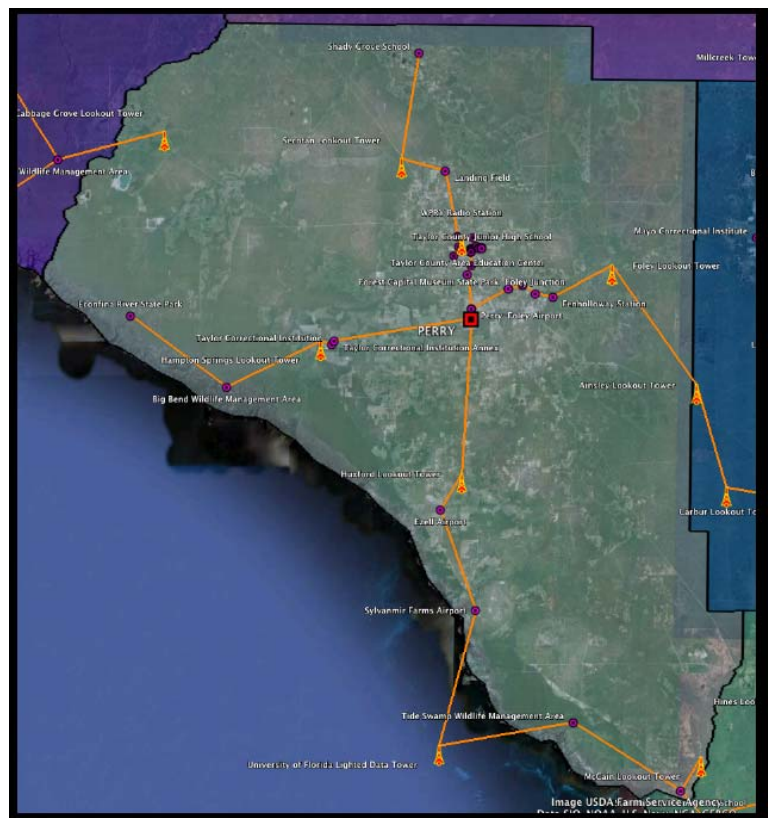 Shady Grove School
Millcreek Tow
Cabbage Grove Lookout Tower
Secotan Lookout Tower
Wildlife Management Area
Landing Field
WPRY Radio Station
Taylor County Junior High School
Mayo Correctional Institute
Taylor County Area Education Center
Foley Lookout Tower
Forest Capital Museum State Park
Foley Junction
Econfina River State Park
Fenholloway Station
Perry-Foley Airport
PERRY
Taylor Correctional Institution
Taylor Correctional Institution Annex
Hampton Springs Lookout Tower
Ainsley Lookout Tower
Big Bend Wildlife Management Area
Huxford Lookout Tower
Carbur Lookout To
Ezell Airport
Sylvanmir Farms Airport
Hines Loo
Tide Swamp Wildlife Management Area
University of Florida Lighted Data Tower
McCain Lookout Tower
Image USDA Farm Service Agency